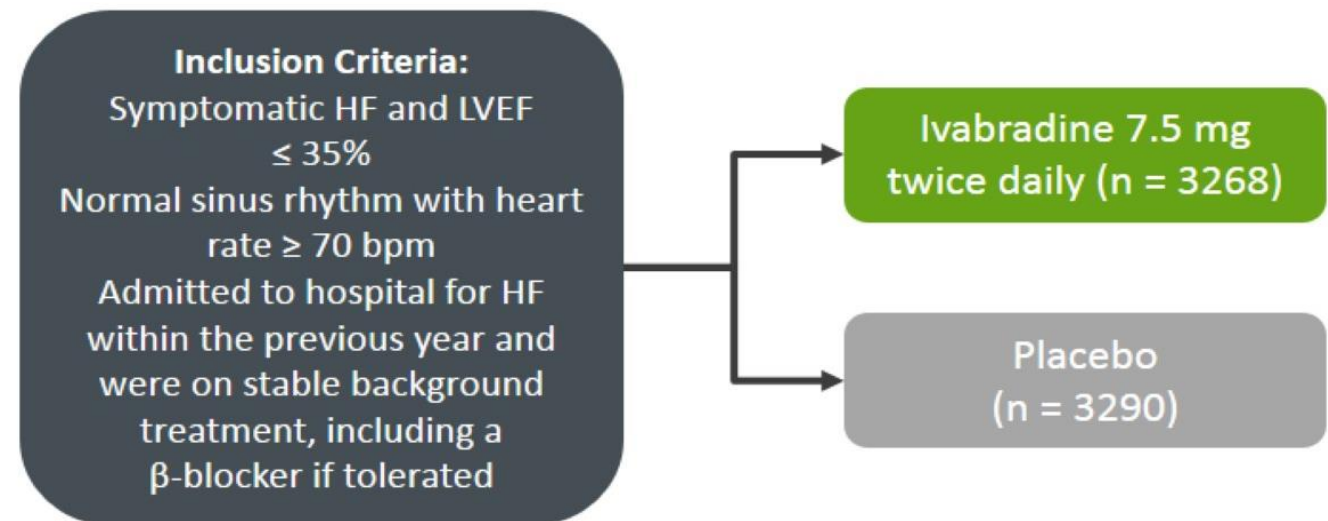 Inclusion Criteria:
Symptomatic HF and LVEF
≤ 35%
Normal sinus rhythm with heart
rate ≥ 70 bpm
Admitted to hospital for HF
within the previous year and
were on stable background
treatment, including a
β-blocker if tolerated
Ivabradine 7.5 mg
twice daily (n = 3268)
Placebo
(n = 3290)